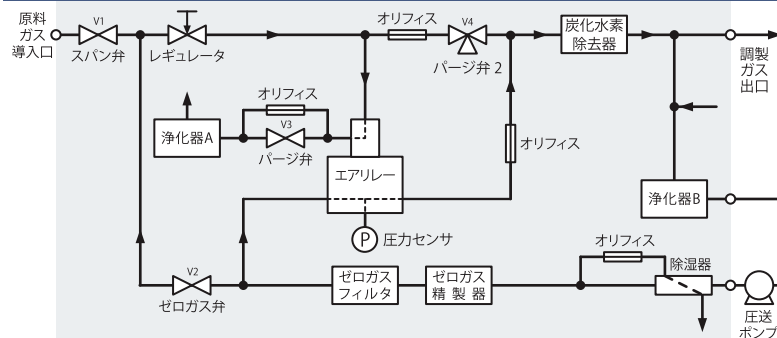 原料
ガス
導入口
V1
スパン弁
レギュレータ
オリフィス
V4
パージ弁 2
炭化水素
除去器
調製
ガス
出口
オリフィス
浄化器A
V3
パージ弁
エアリレー
オリフィス
浄化器B
P
圧力センサ
オリフィス
除湿器
V2
ゼロガス弁
ゼロガス
フィルタ
ゼロガス
精製器
圧送
ポンプ